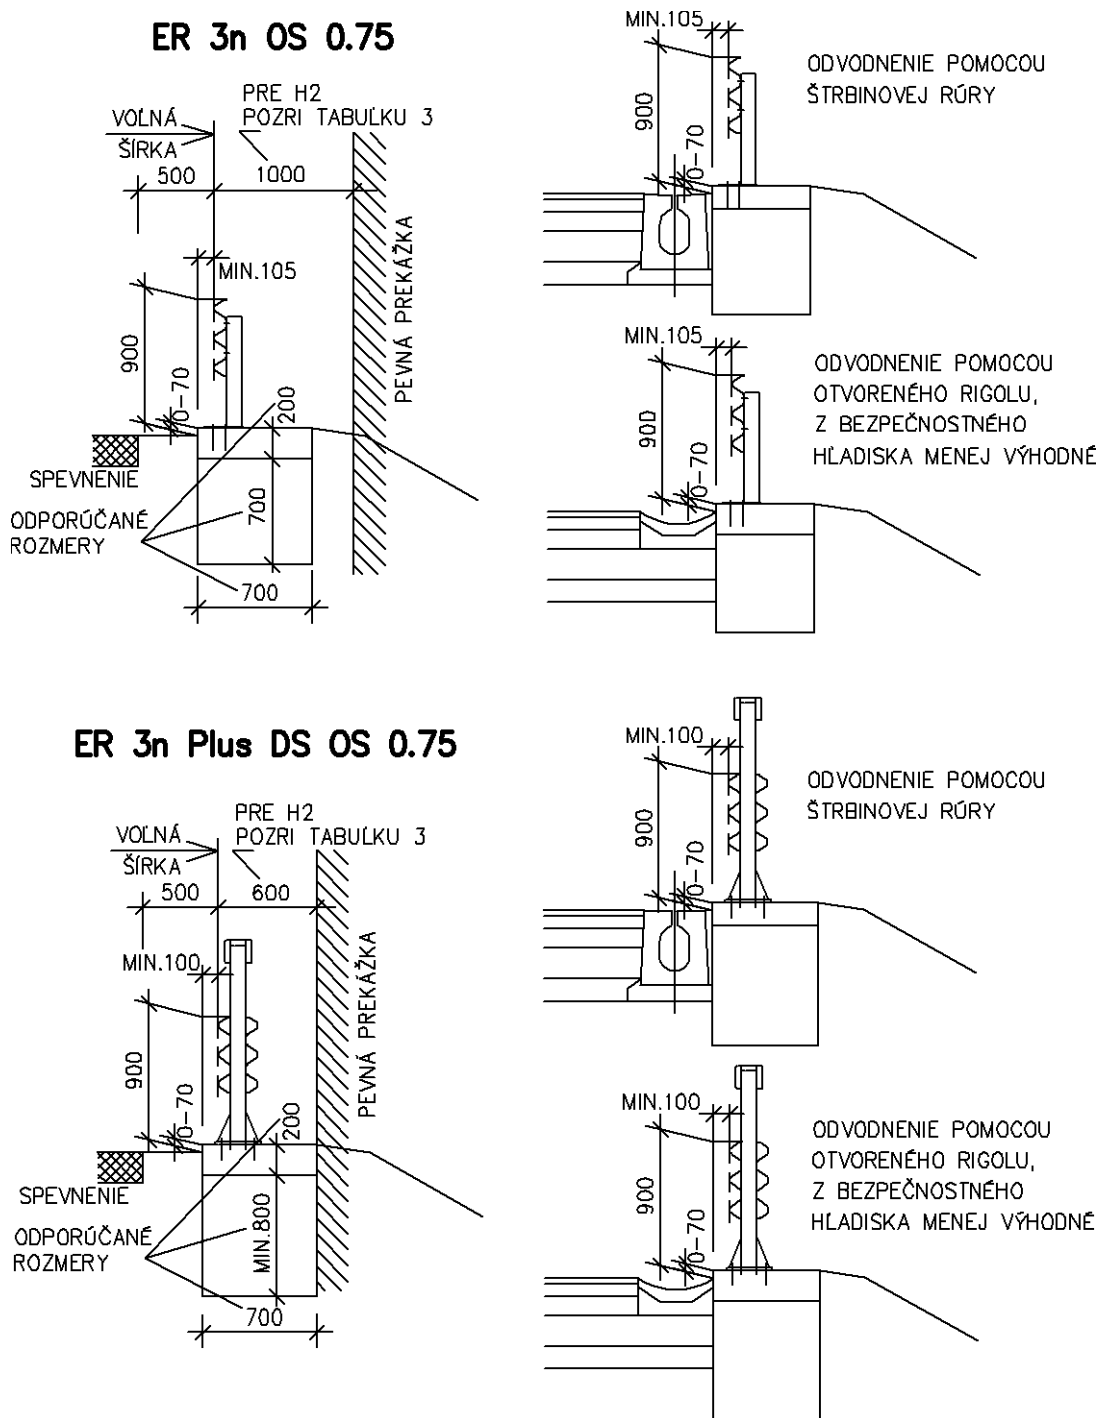 ER 3n OS 0.75
PRE H2
POZRI TABUĽKU 3
VOĽNÁ
ŠÍRKA
500
1000
MIN.105
PEVNÁ PREKÁŽKA
900
0-70
200
SPEVNENIE
700
ODPORÚČANÉ
ROZMERY
700
MIN.105
ODVODNENIE POMOCOU
ŠTRBINOVEJ RÚRY
900
0-70
MIN.105
ODVODNENIE POMOCOU
OTVORENÉHO RIGOLU,
Z BEZPEČNOSTNÉHO
HĽADISKA MENEJ VÝHODNÉ
900
0-70
ER 3n Plus DS OS 0.75
PRE H2
POZRI TABUĽKU 3
VOĽNÁ
ŠÍRKA
500
600
MIN.100
PEVNÁ PREKÁŽKA
900
0-70
200
SPEVNENIE
MIN.800
ODPORÚČANÉ
ROZMERY
700
MIN.100
ODVODNENIE POMOCOU
ŠTRBINOVEJ RÚRY
900
0-70
MIN.100
ODVODNENIE POMOCOU
OTVORENÉHO RIGOLU,
Z BEZPEČNOSTNÉHO
HĽADISKA MENEJ VÝHODNÉ
900
0-70